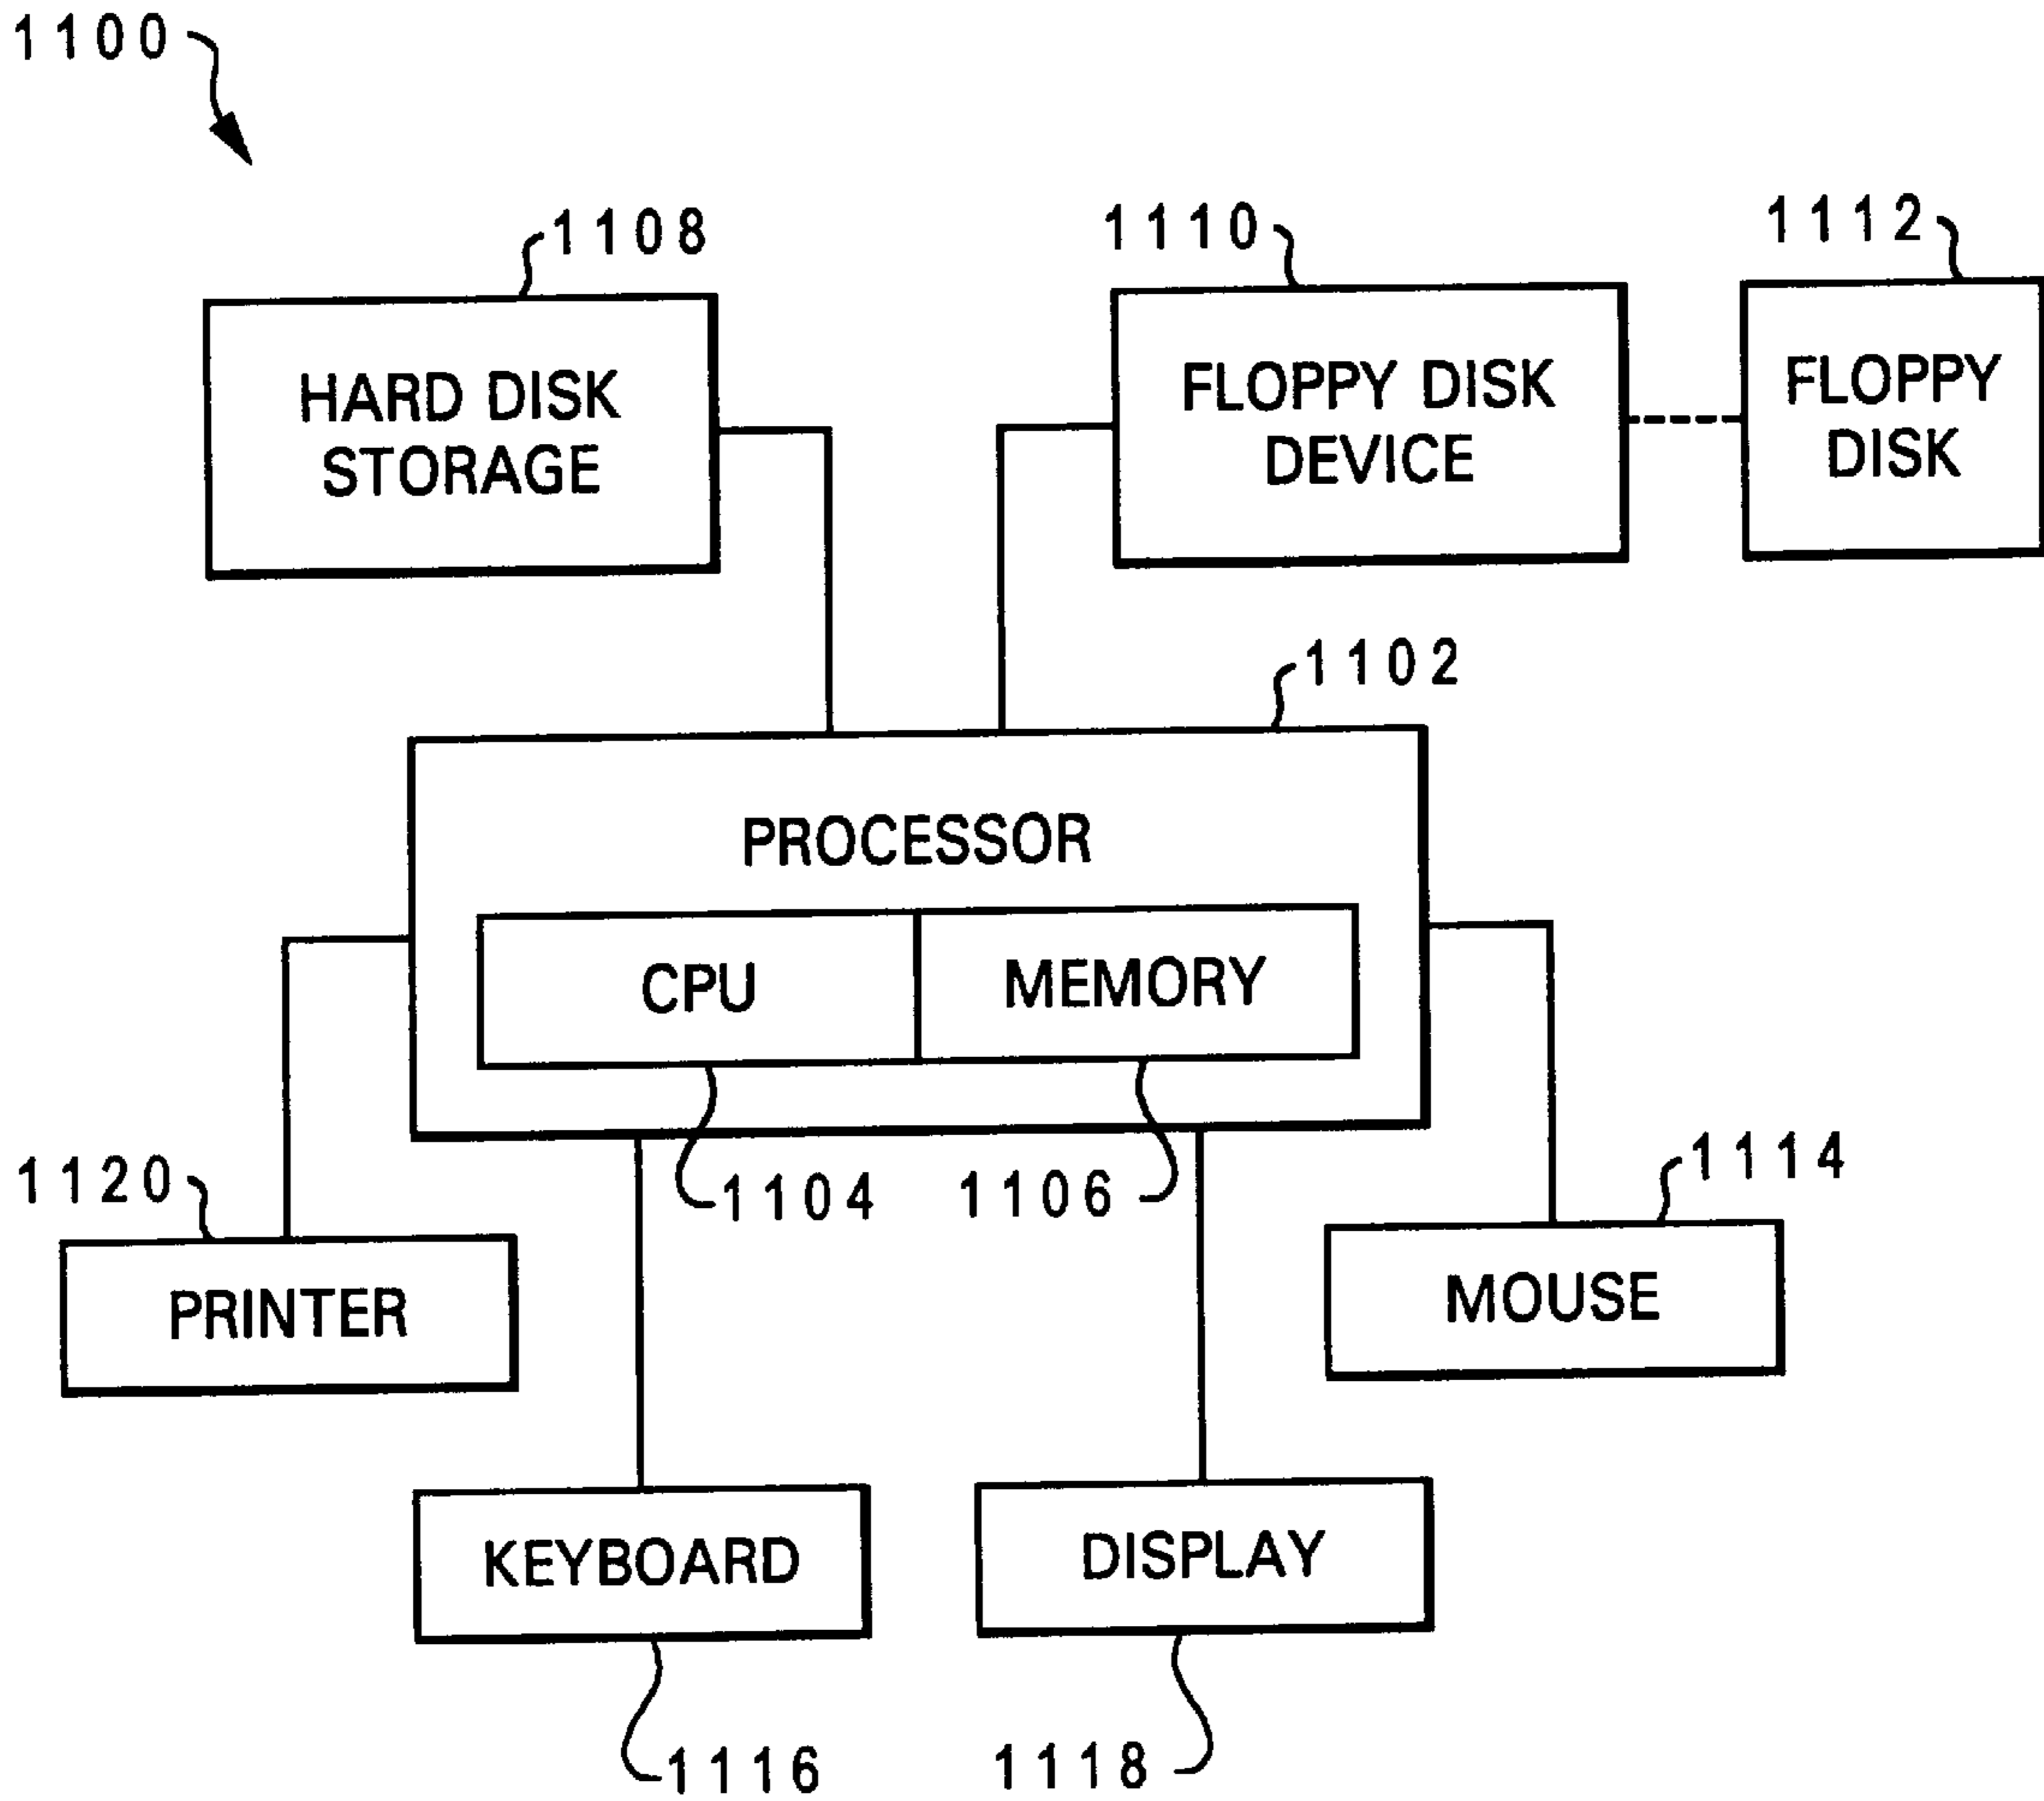 1100
1108
1110
1112
HARD DISK
STORAGE
FLOPPY DISK
DEVICE
FLOPPY
DISK
1102
PROCESSOR
CPU
MEMORY
1120
1104
1106
1114
PRINTER
MOUSE
KEYBOARD
DISPLAY
1116
1118